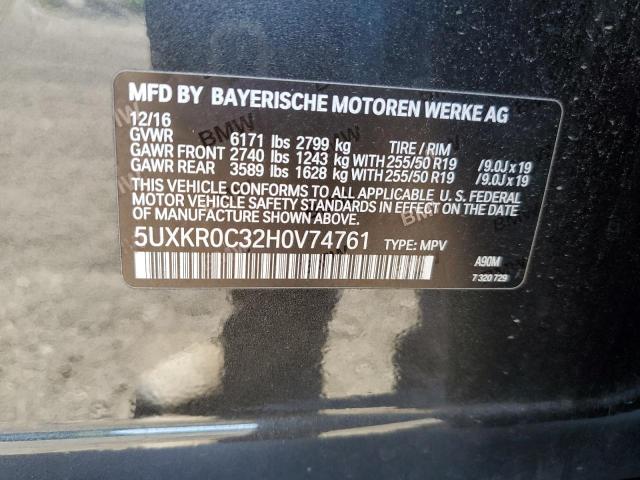 MFD BY BAYERISCHE MOTOREN WERKE AG
12/16
GVWR 6171 lbs 2799 kg TIRE / RIM
GAWR FRONT 2740 lbs 1243 kg WITH 255/50 R19 /9.0J x 19
GAWR REAR 3589 lbs 1628 kg WITH 255/50 R19 /9.0J x 19
THIS VEHICLE CONFORMS TO ALL APPLICABLE U. S. FEDERAL
MOTOR VEHICLE SAFETY STANDARDS IN EFFECT ON THE DATE OF
MANUFACTURE SHOWN ABOVE.
5UXKR0C32H0V74761 TYPE: MPV
A90M
7 320 729